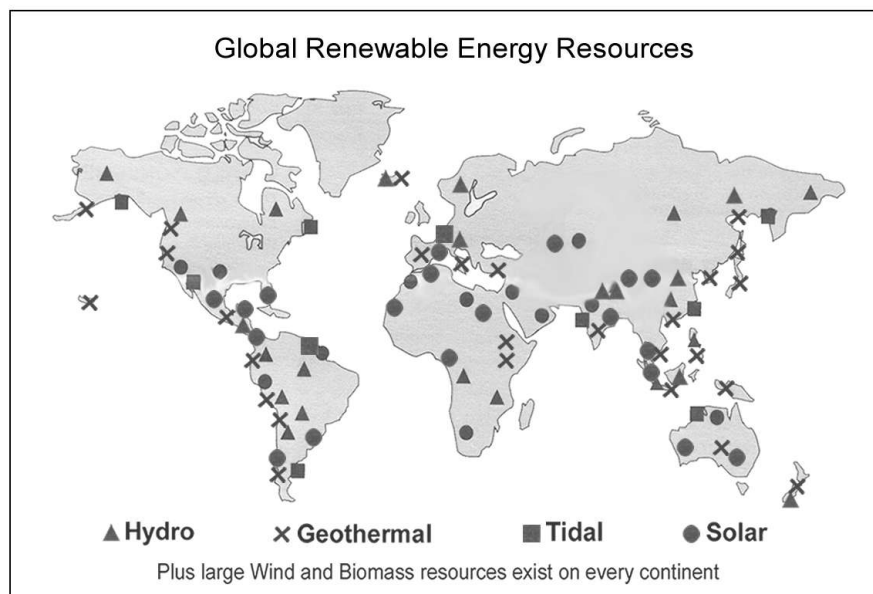 Global Renewable Energy Resources
Hydro Geothermal Tidal Solar
Plus large Wind and Biomass resources exist on every continent